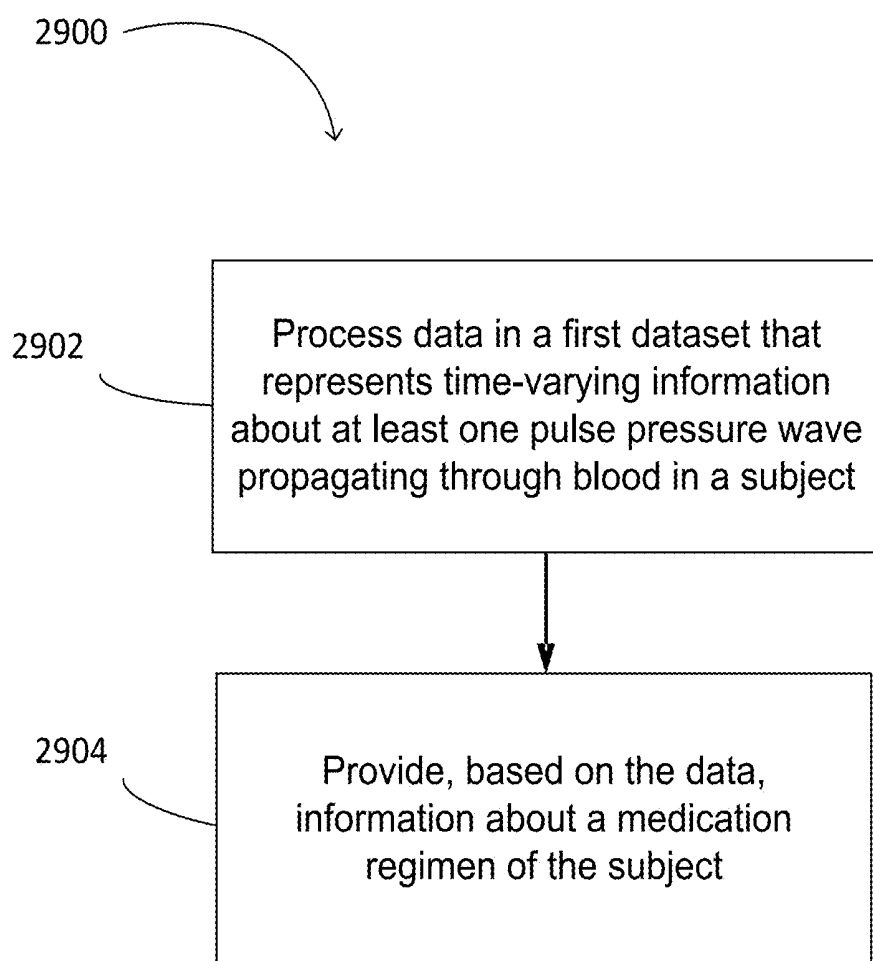 2900
2902
Process data in a first dataset that
represents time-varying information
about at least one pulse pressure wave
propagating through blood in a subject
2904
Provide, based on the data,
information about a medication
regimen of the subject